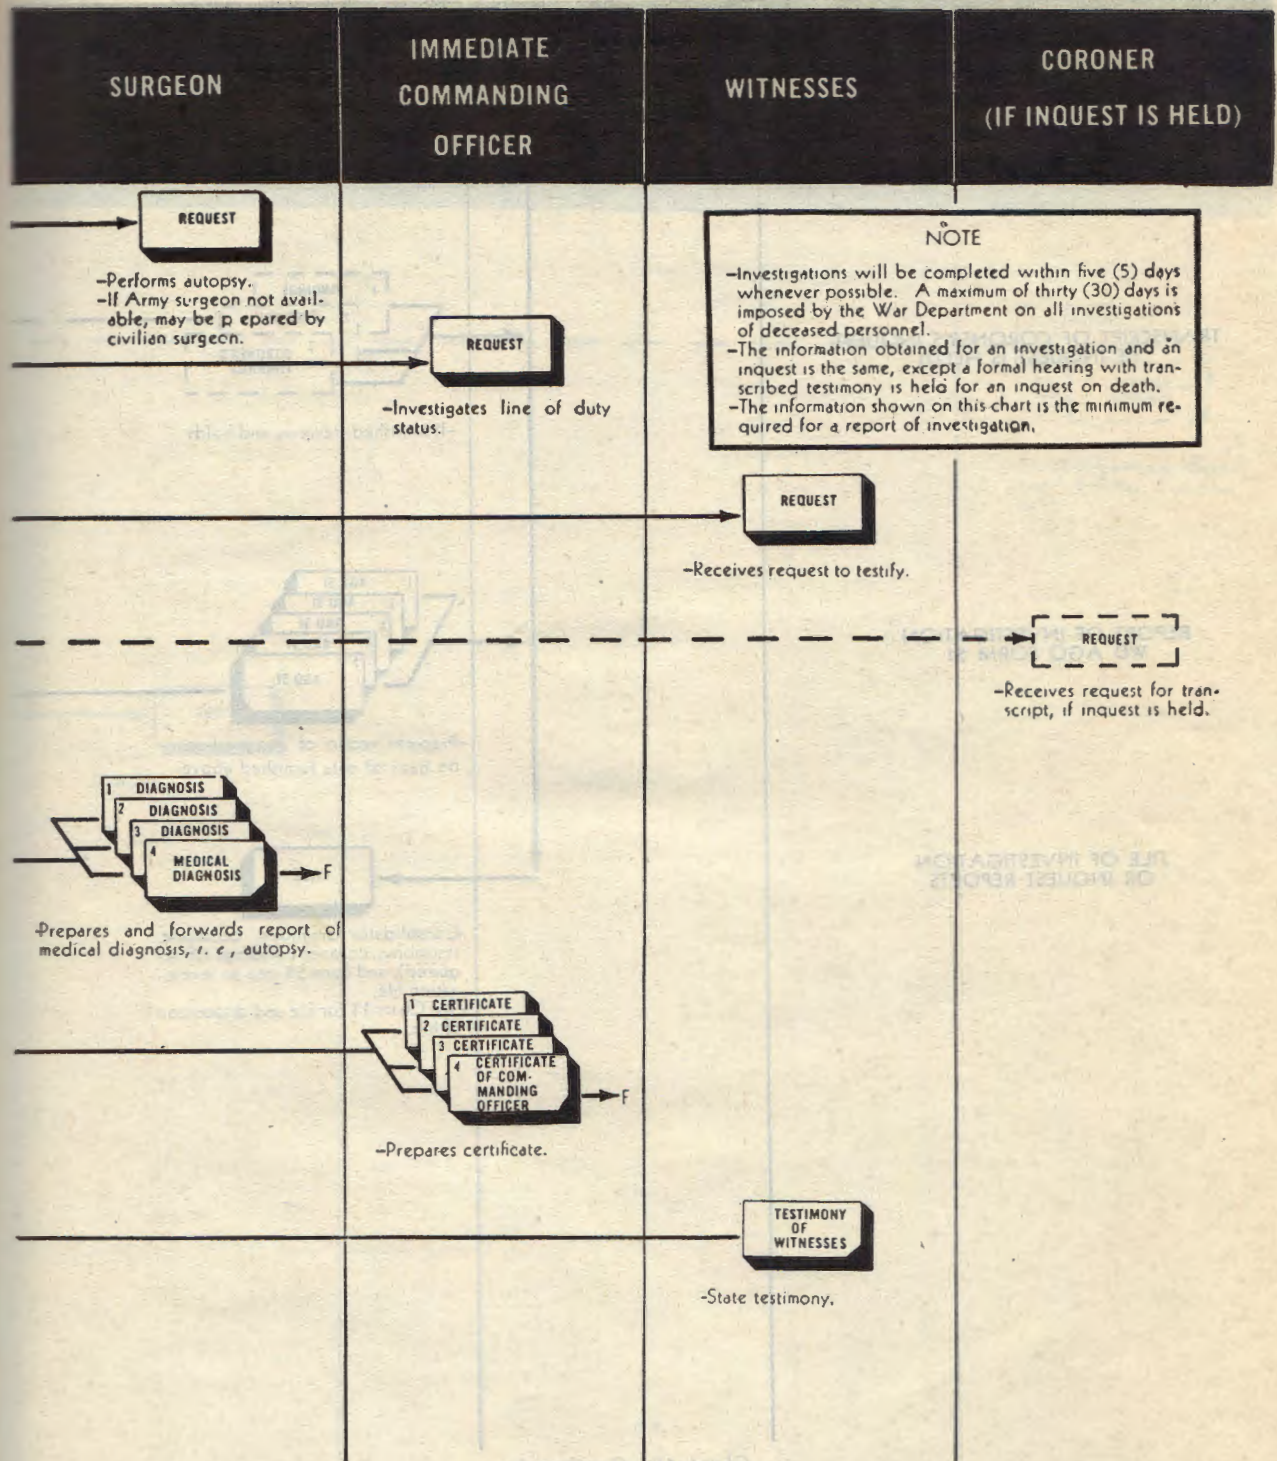 SURGEON
IMMEDIATE
COMMANDING
OFFICER
WITNESSES
CORONER
(IF INQUEST IS HELD)
REQUEST
-Performs autopsy.
-If Army surgeon not avail-
able, may be p epared by
civilian surgeon.
REQUEST
-Investigates line of duty
status.
NOTE
-Investigations will be completed within five (5) days
whenever possible. A maximum of thirty (30) days is
imposed by the War Department on all investigations
of deceased personnel.
-The information obtained for an investigation and an
inquest is the same, except a formal hearing with tran-
scribed testimony is held for an inquest on death.
-The information shown on this chart is the minimum re-
quired for a report of investigation.
REQUEST
-Receives request to testify.
REQUEST
-Receives request for tran-
script, if inquest is held.
1 DIAGNOSIS
2 DIAGNOSIS
3 DIAGNOSIS
4 MEDICAL
DIAGNOSIS
F
-Prepares and forwards report of
medical diagnosis, i. e, autopsy.
1 CERTIFICATE
2 CERTIFICATE
3 CERTIFICATE
4 CERTIFICATE
OF COM-
MANDING
OFFICER
F
-Prepares certificate.
TESTIMONY
OF
WITNESSES
-State testimony.